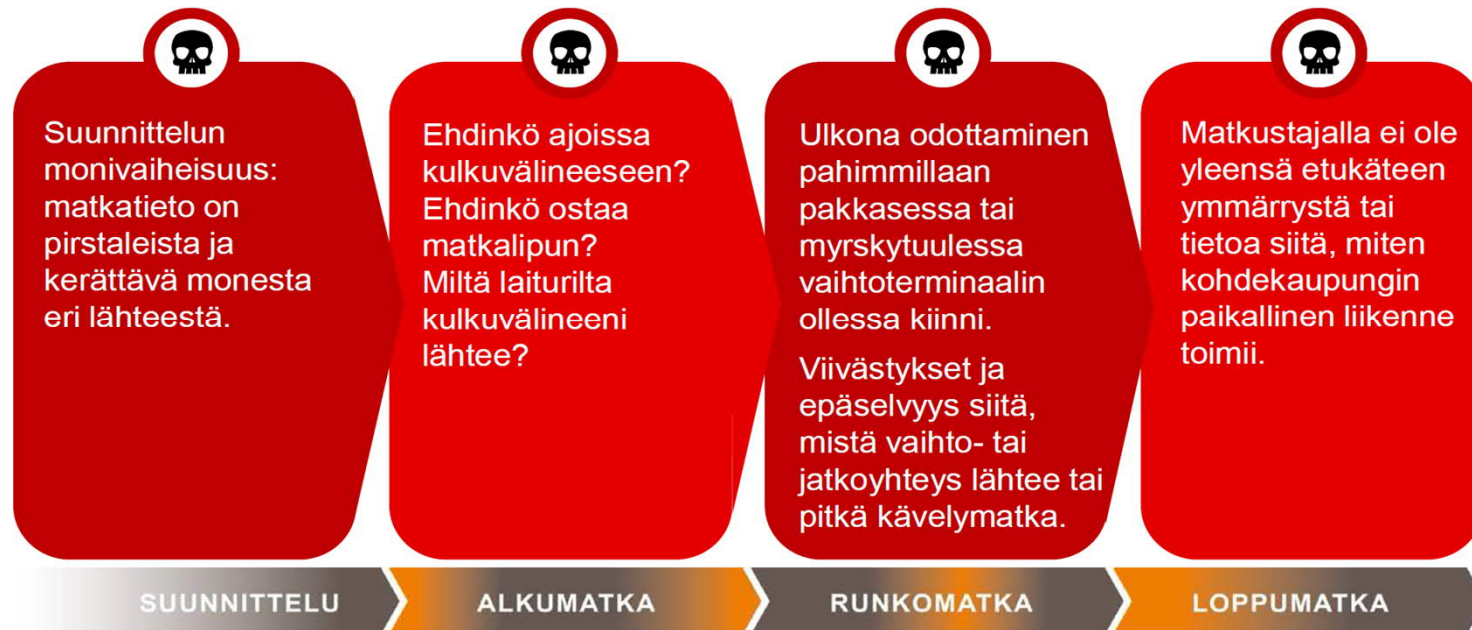 Suunnittelun
monivaiheisuus:
matkatieto on
pirstaleista ja
kerättävä monesta
eri lähteestä.
Ehdinkö ajoissa
kulkuvälineeseen?
Ehdinkö ostaa
matkalipun?
Miltä laiturilta
kulkuvälineeni
lähtee?
Ulkona odottaminen
pahimmillaan
pakkasessa tai
myrskytuulessa
vaihtoterminaalin
ollessa kiinni.
Viivästykset ja
epäselvyys siitä,
mistä vaihto- tai
jatkoyhteys lähtee tai
pitkä kävelymatka.
Matkustajalla ei ole
yleensä etukäteen
ymmärrystä tai
tietoa siitä, miten
kohdekaupungin
paikallinen liikenne
toimii.
SUUNNITTELU
ALKUMATKA
RUNKOMATKA
LOPPUMATKA